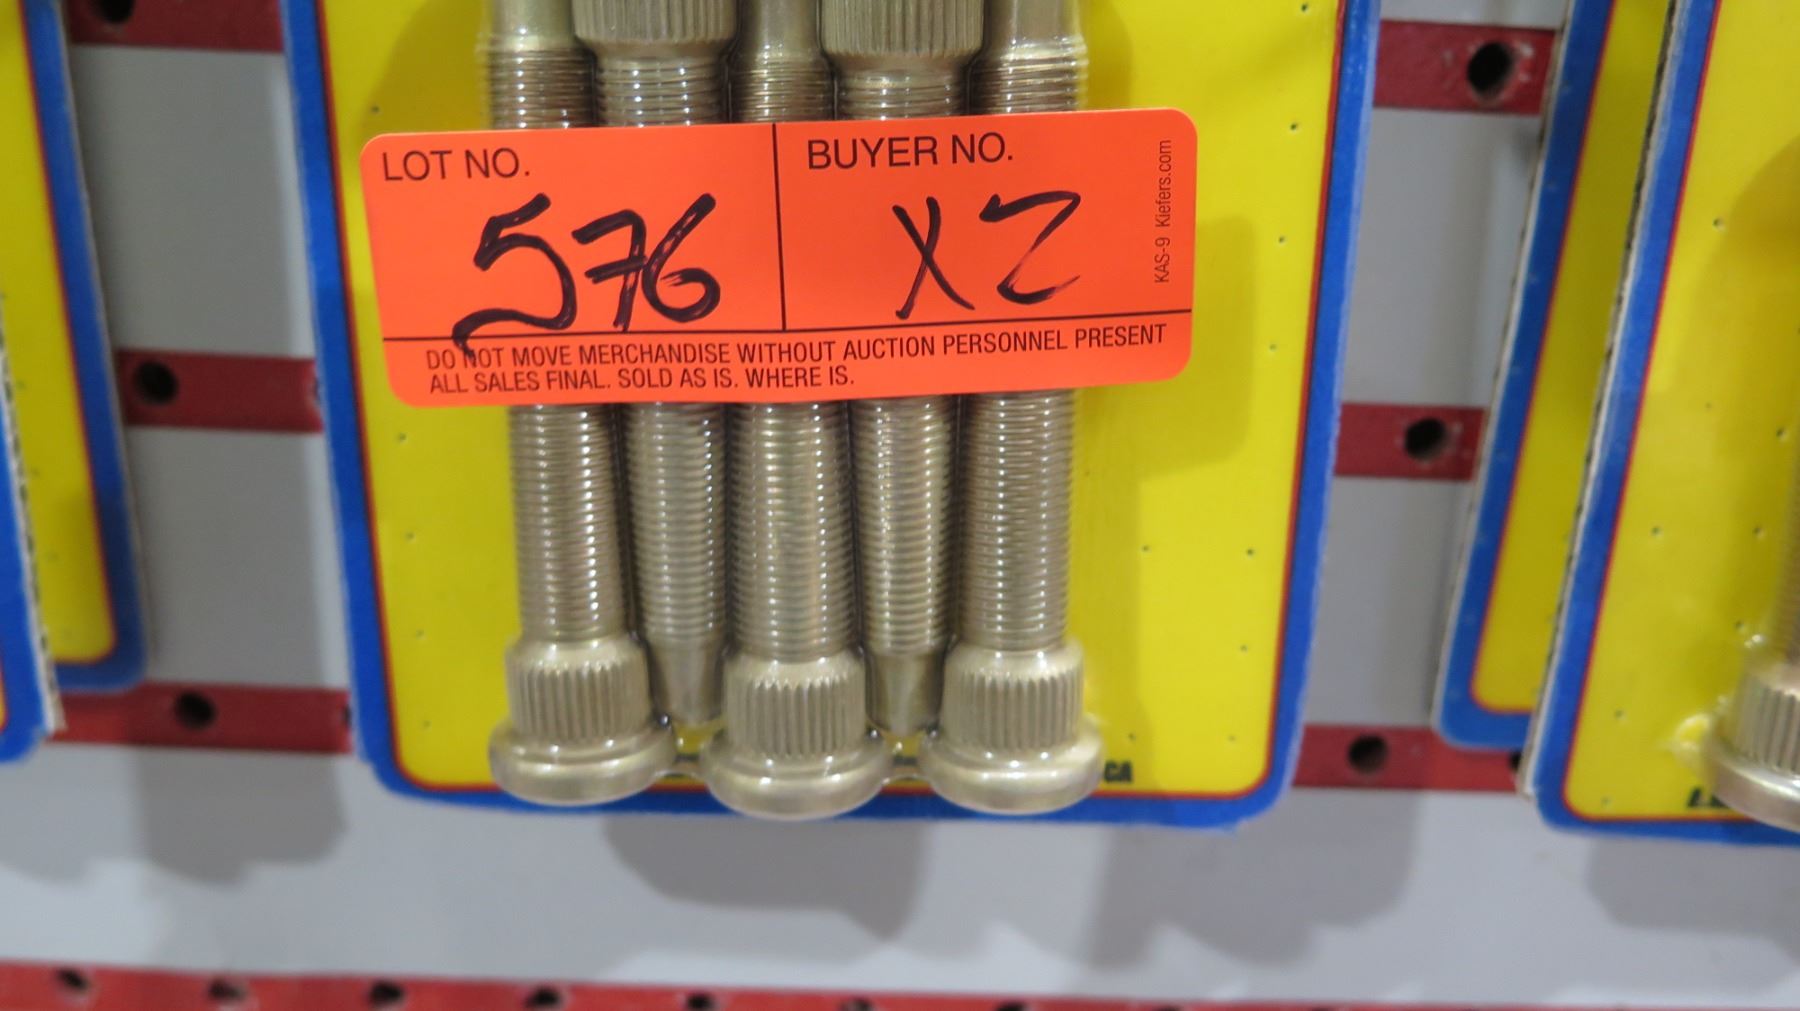 LOT NO.
BUYER NO.
576
X2
KAS-9 Kiefers.com
DO NOT MOVE MERCHANDISE WITHOUT AUCTION PERSONNEL PRESENT
ALL SALES FINAL. SOLD AS IS. WHERE IS.
CA